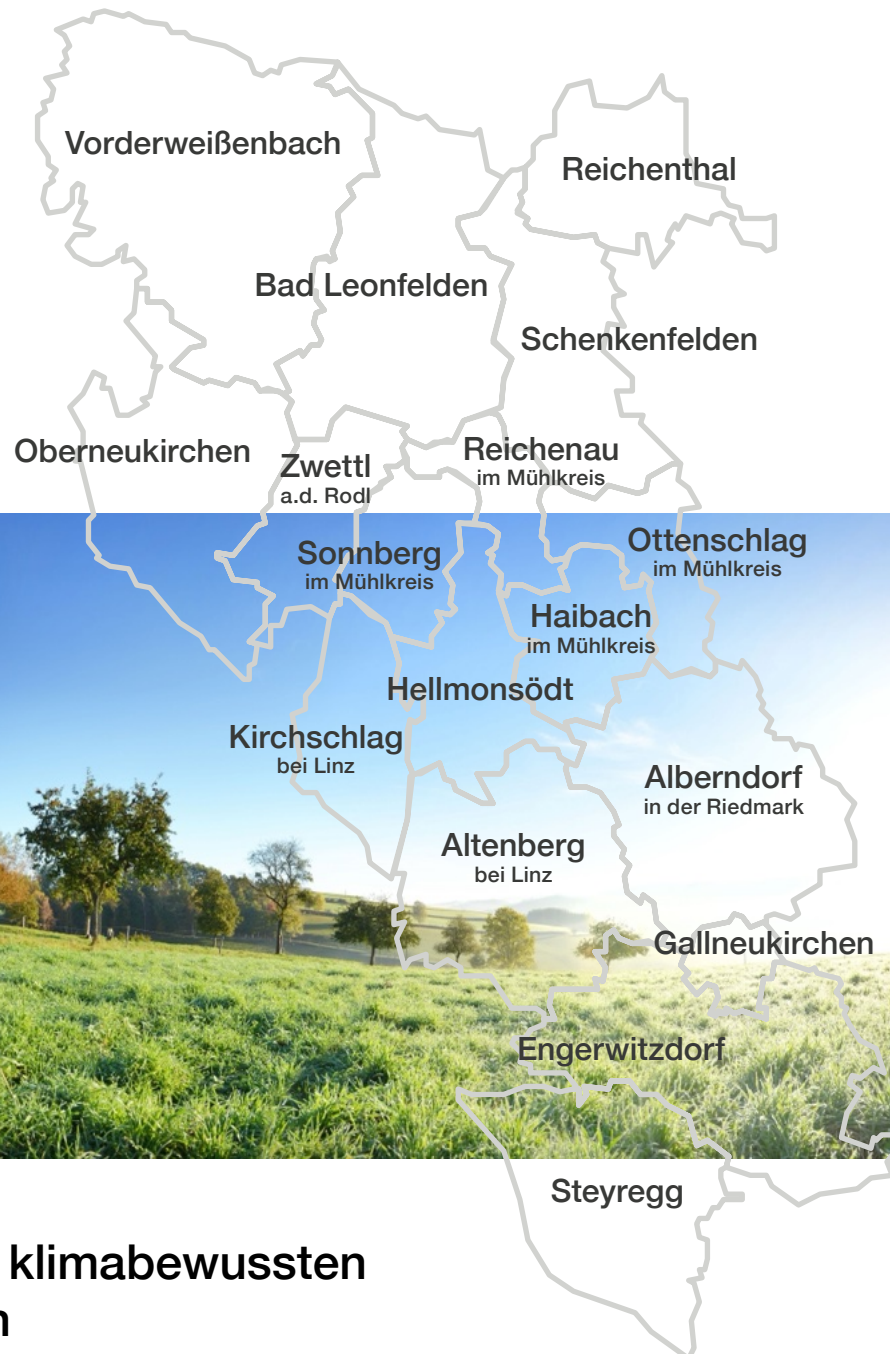 Vorderweißenbach
Reichenthal
Bad Leonfelden
Schenkenfelden
Oberneukirchen
Zwettl
a.d. Rodl
Reichenau
im Mühlkreis
Sonnberg
im Mühlkreis
Ottenschlag
im Mühlkreis
Haibach
im Mühlkreis
Hellmonsödt
Kirchschlag
bei Linz
Alberndorf
in der Riedmark
Altenberg
bei Linz
Gallneukirchen
Engerwitzdorf
Steyregg
klimabewussten